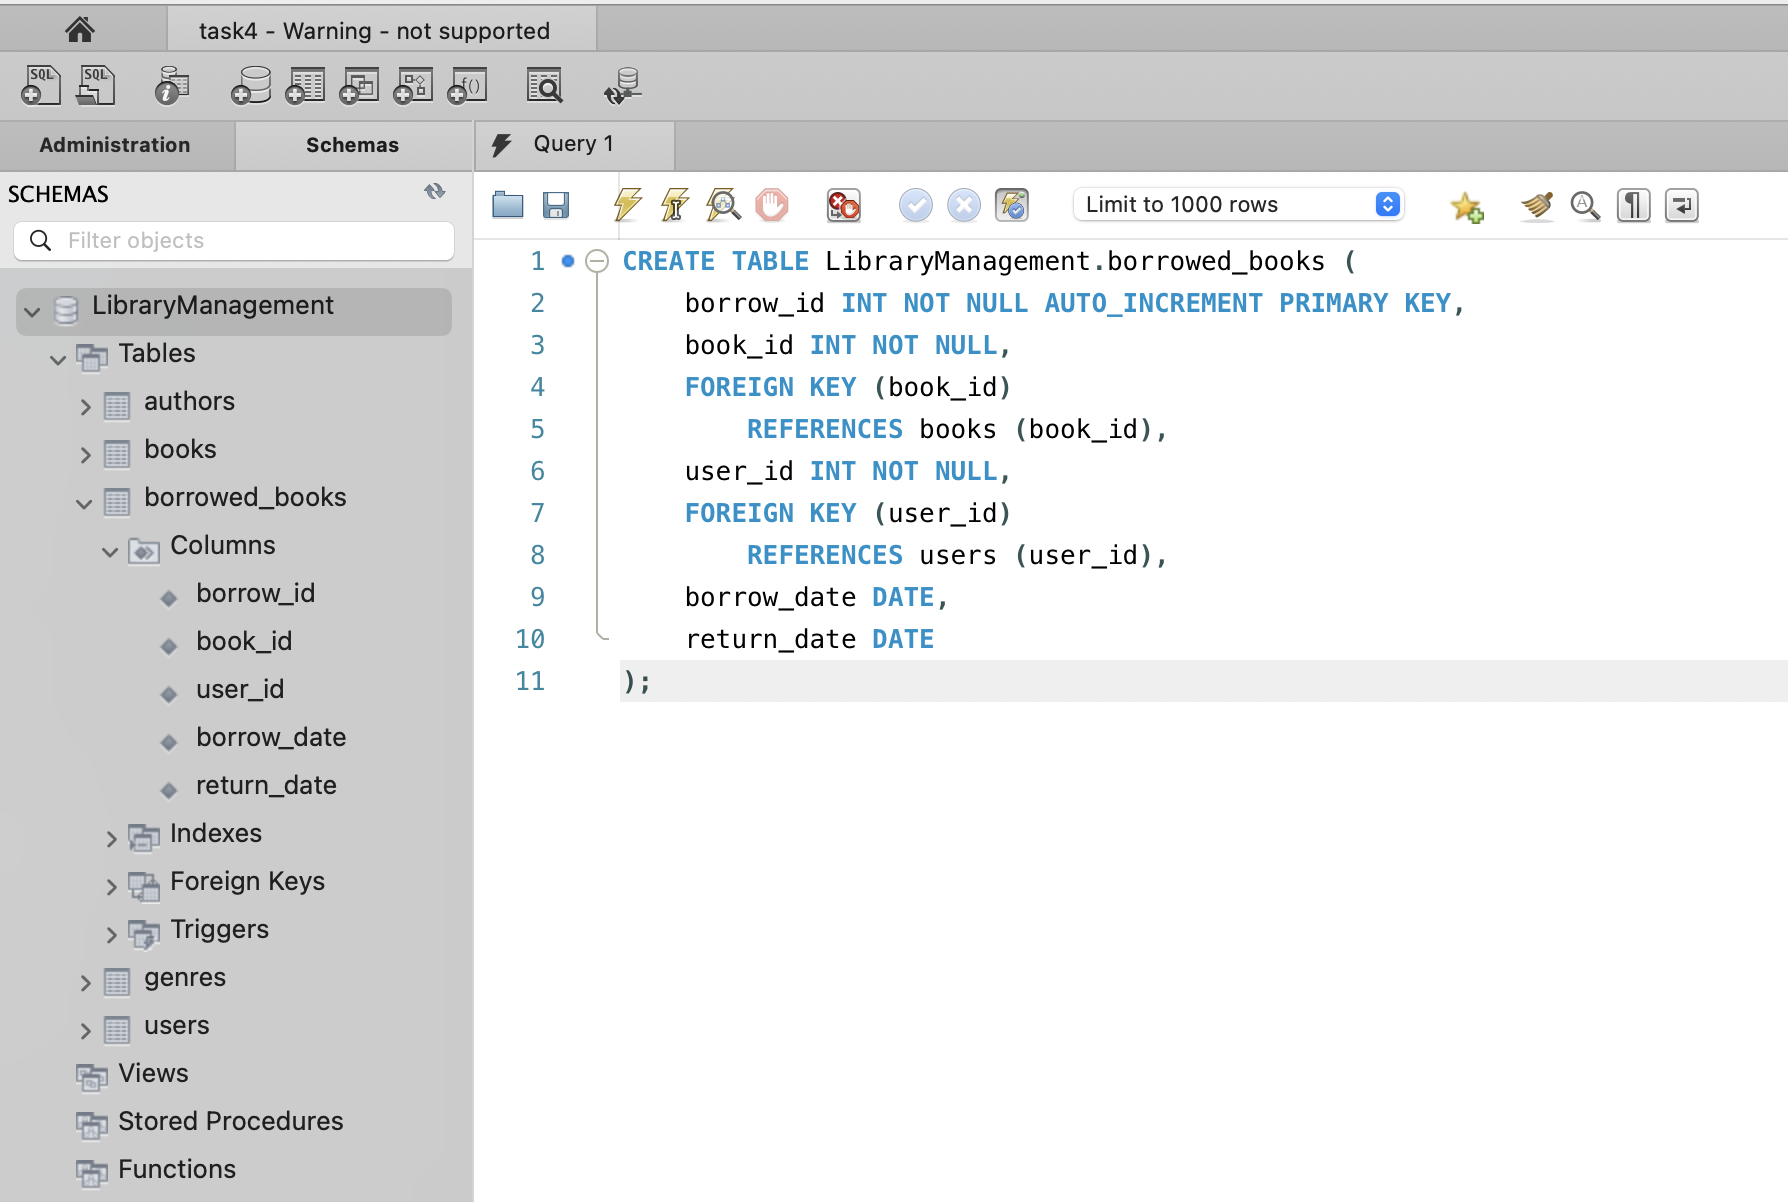 task4 - Warning - not supported
SQL
SQL
i
f()
Administration
Schemas
Query 1
SCHEMAS
Filter objects
LibraryManagement
Tables
authors
books
borrowed_books
Columns
borrow_id
book_id
user_id
borrow_date
return_date
Indexes
Foreign Keys
Triggers
genres
users
Views
Stored Procedures
Functions
Limit to 1000 rows
1 CREATE TABLE LibraryManagement.borrowed_books (
2 borrow_id INT NOT NULL AUTO_INCREMENT PRIMARY KEY,
3 book_id INT NOT NULL,
4 FOREIGN KEY (book_id)
5 REFERENCES books (book_id),
6 user_id INT NOT NULL,
7 FOREIGN KEY (user_id)
8 REFERENCES users (user_id),
9 borrow_date DATE,
10 return_date DATE
11 );